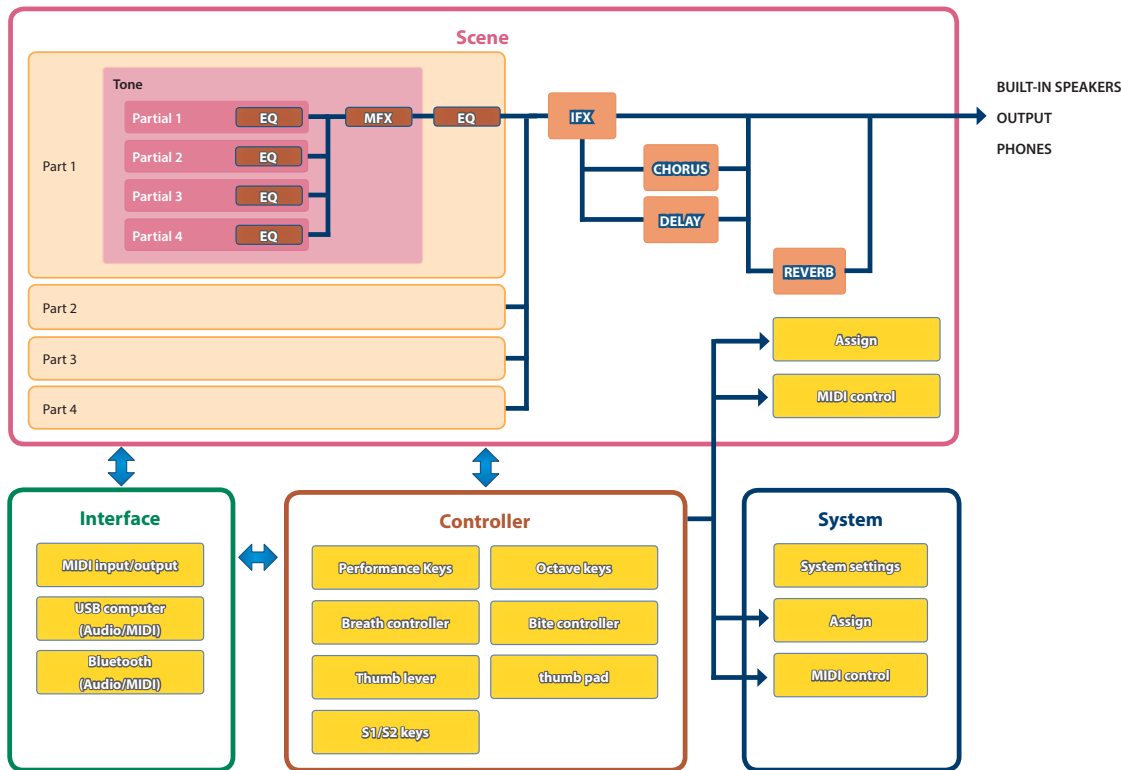 Scene
Tone
Part 1
Partial 1
EQ
Partial 2
EQ
Partial 3
EQ
Partial 4
EQ
MFX
EQ
IFX
CHORUS
DELAY
REVERB
BUILT-IN SPEAKERS
OUTPUT
PHONES
Part 2
Part 3
Part 4
Assign
MIDI control
Interface
MIDI input/output
USB computer
(Audio/MIDI)
Bluetooth
(Audio/MIDI)
Controller
Performance Keys
Octave keys
Breath controller
Bite controller
Thumb lever
thumb pad
S1/S2 keys
System
System settings
Assign
MIDI control